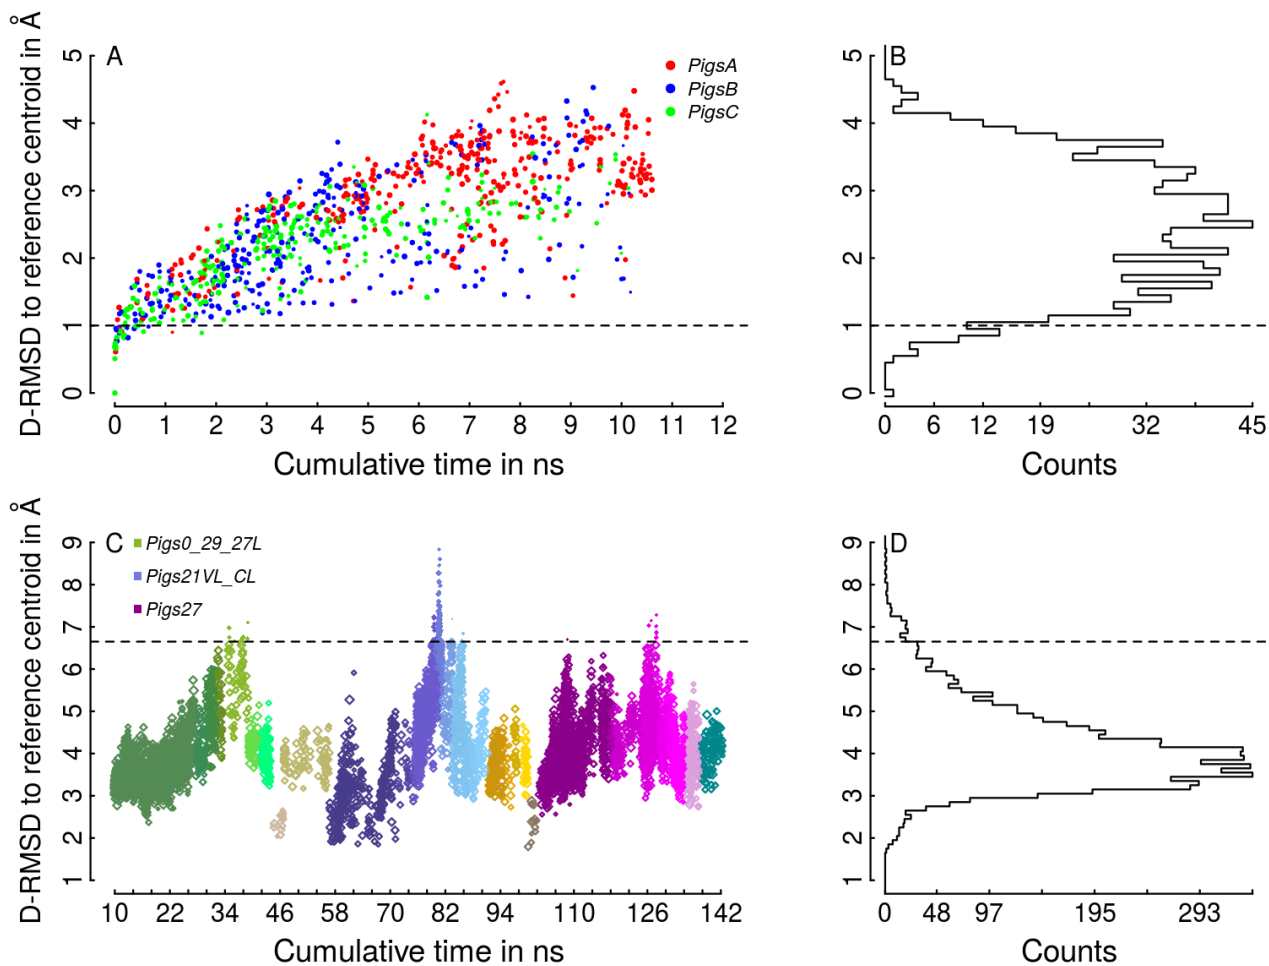 A
PigsA
PigsB
PigsC
D-RMSD to reference centroid in Å
5
4
3
2
1
0
0 1 2 3 4 5 6 7 8 9 10 11 12
Cumulative time in ns
B
5
4
3
2
1
0
0 6 12 19 32 45
Counts
C
Pigs0_29_27L
Pigs21VL_CL
Pigs27
D-RMSD to reference centroid in Å
9
8
7
6
5
4
3
2
1
10 22 34 46 58 70 82 94 110 126 142
Cumulative time in ns
D
9
8
7
6
5
4
3
2
1
0 48 97 195 293
Counts